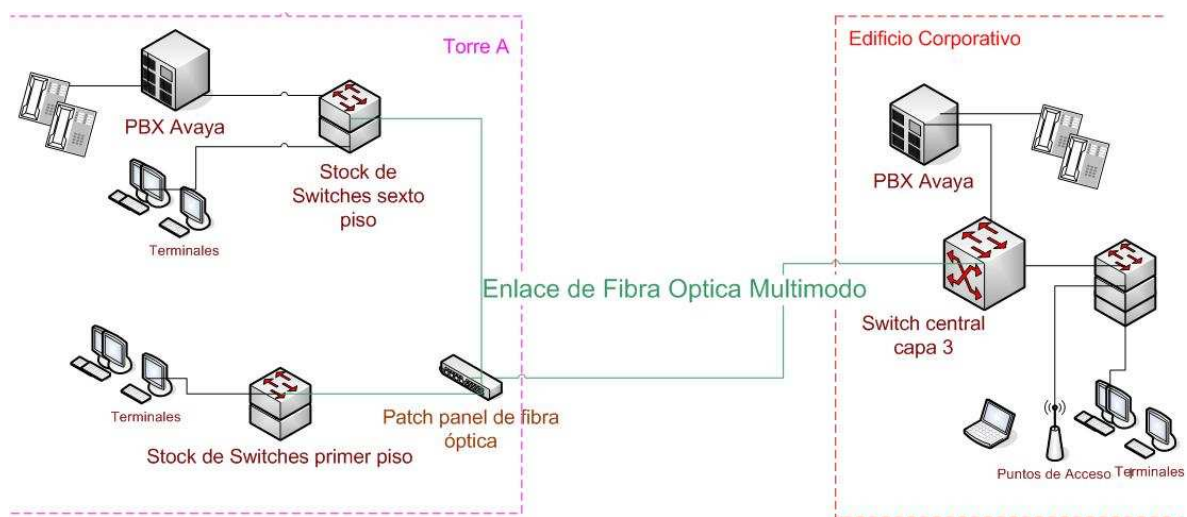 Torre A
PBX Avaya
Stock de
Switches sexto
piso
Terminales
Terminales
Stock de Switches primer piso
Patch panel de fibra
óptica
Enlace de Fibra Optica Multimodo
Edificio Corporativo
PBX Avaya
Switch central
capa 3
Puntos de Acceso
Terminales